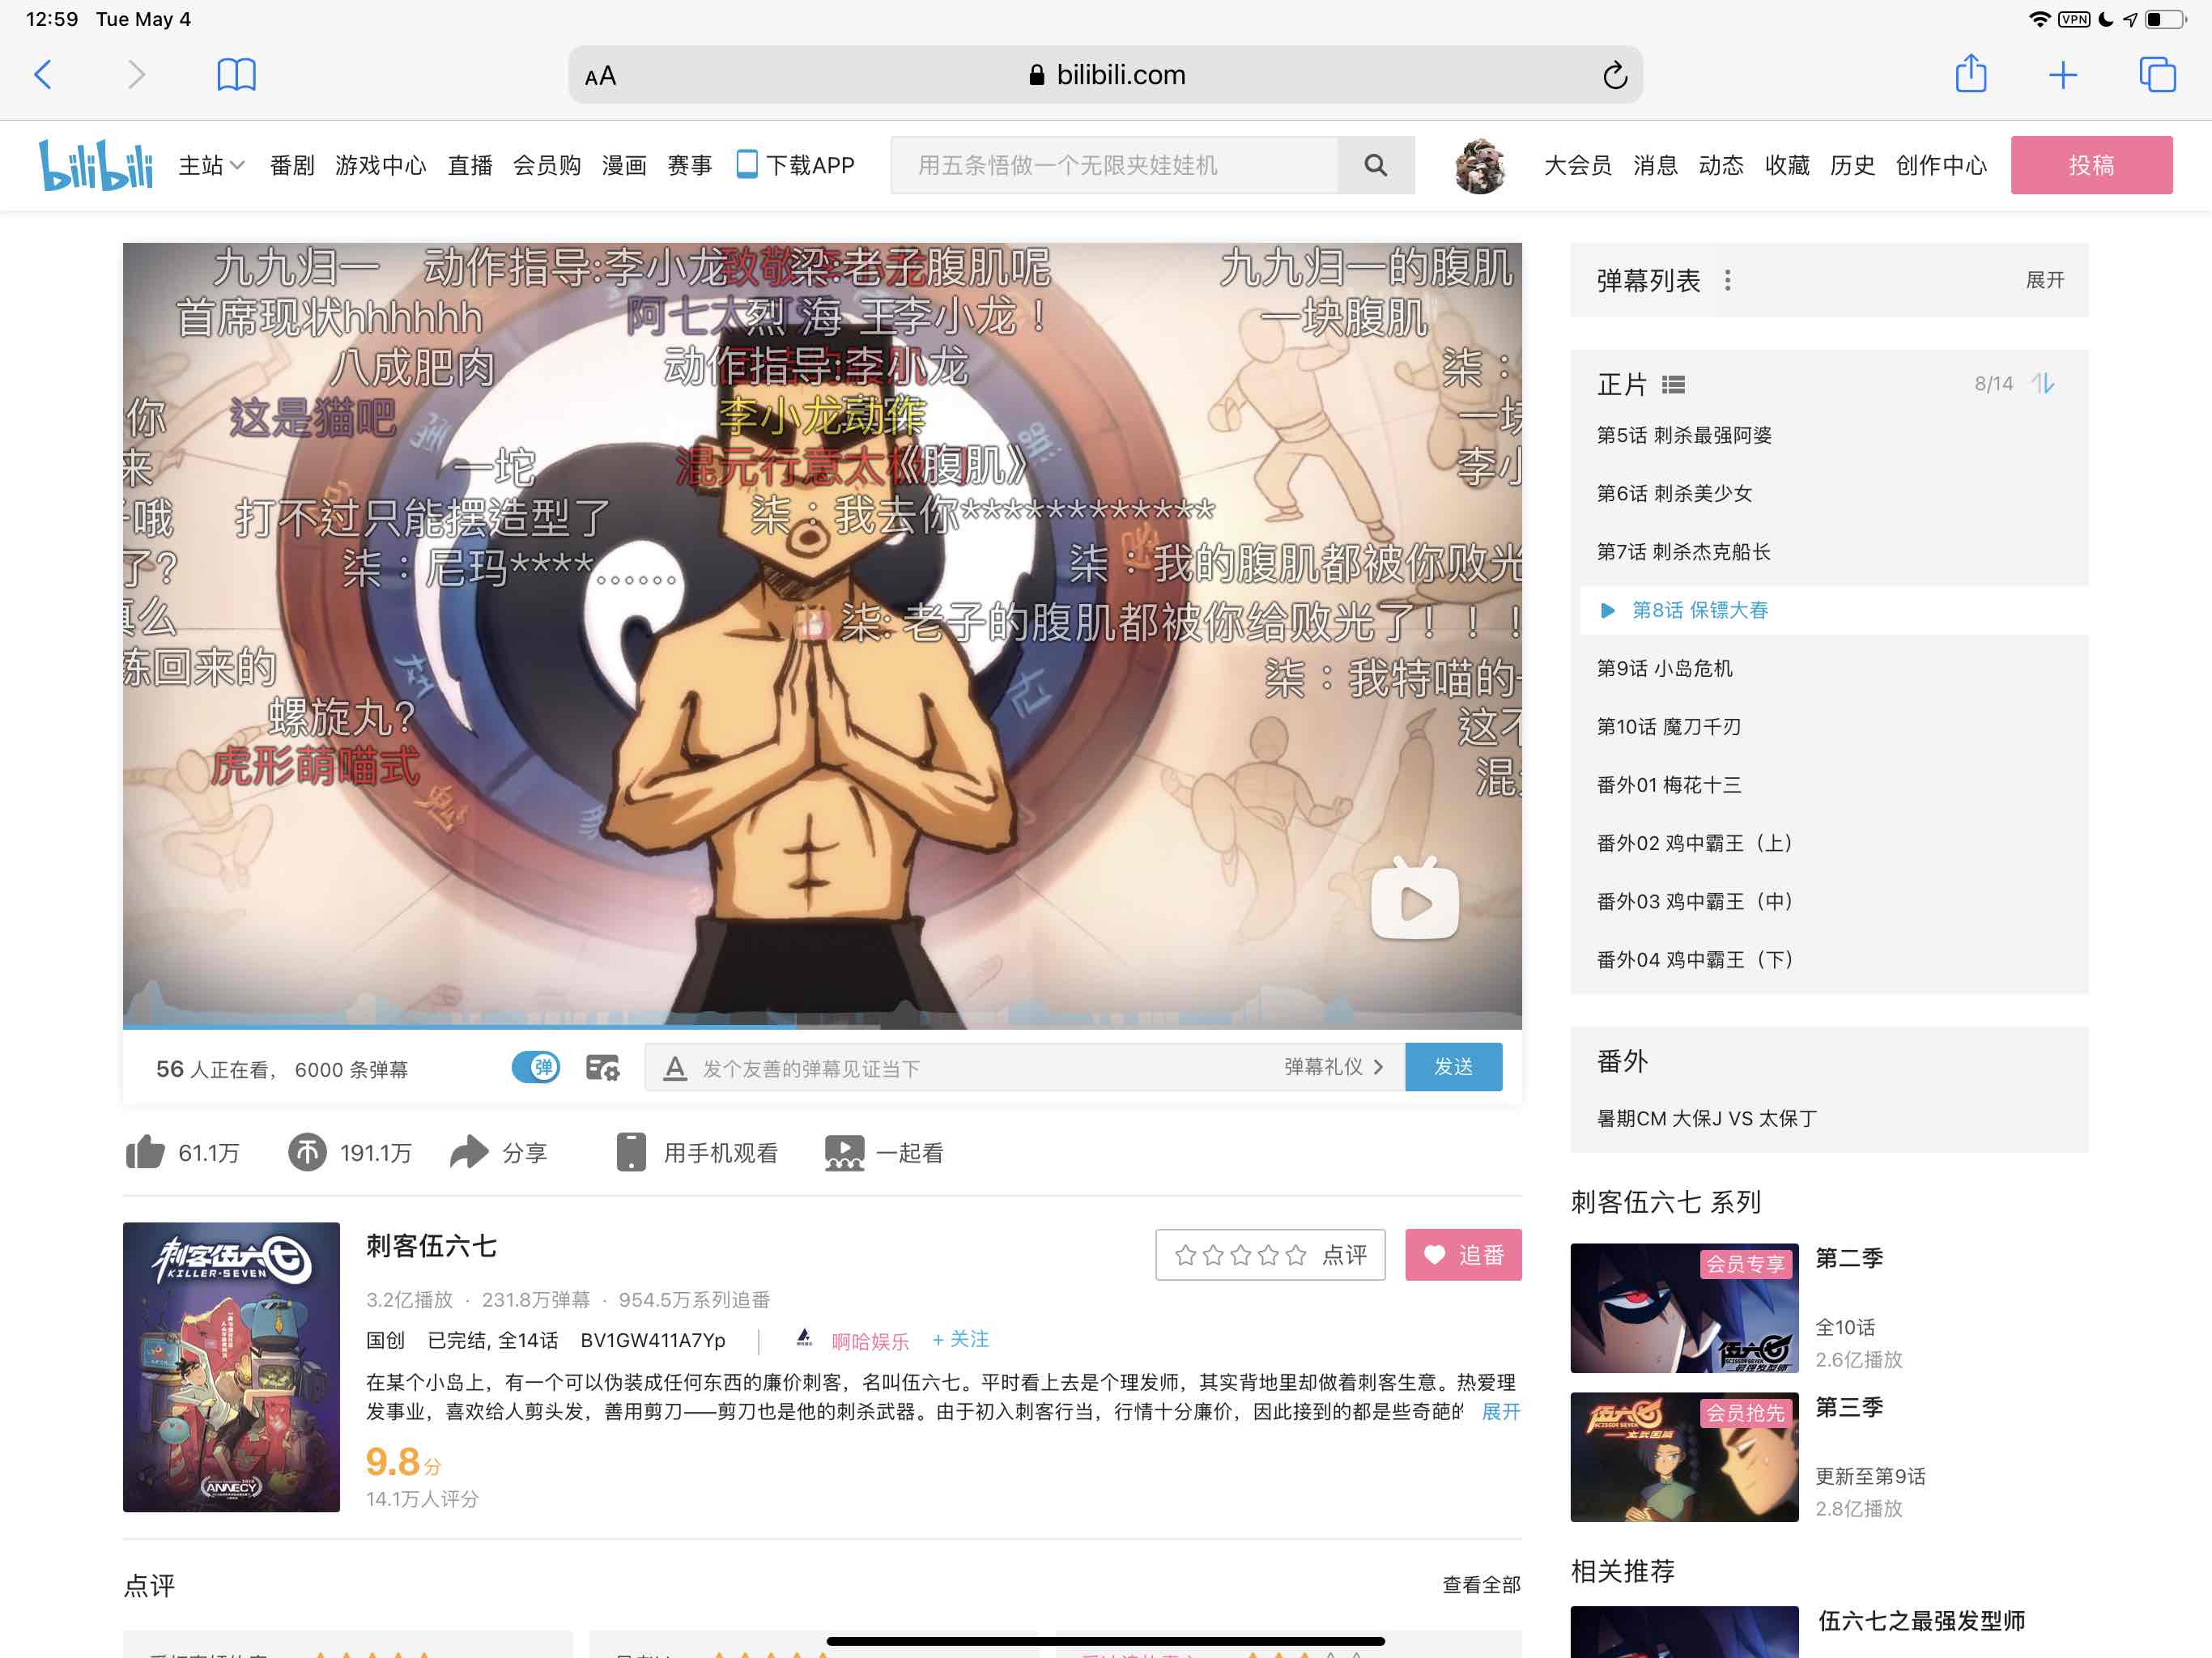 12:59 Tue May 4
VPN
AA bilibili.com
bilibili 主站 番剧 游戏中心 直播 会员购 漫画 赛事 下载APP 用五条悟做一个无限夹娃娃机 大会员 消息 动态 收藏 历史 创作中心 投稿
九九归一 动作指导:李小龙 梁:老子腹肌呢 九九归一的腹肌
首席现状hhhhhh 烈 海 王李小龙！ 一块腹肌
八成肥肉 动作指导:李小龙 柒：
你 这是猫吧 李小龙动作
来 一坨 混元行意太 《腹肌》 李小
哦 打不过只能摆造型了 柒：我去你************
了? 柒：尼玛****。。。。。。 柒：我的腹肌都被你败光
么 柒: 老子的腹肌都被你给败光了！！！
练回来的 柒：我特喵的
螺旋丸? 这不
虎形萌喵式 混
56 人正在看， 6000 条弹幕 弹 A 发个友善的弹幕见证当下 弹幕礼仪 > 发送
61.1万 191.1万 分享 用手机观看 一起看
刺客伍六七
KILLER·SEVEN
ANNECY
刺客伍六七 点评 追番
3.2亿播放 · 231.8万弹幕 · 954.5万系列追番
国创 已完结, 全14话 BV1GW411A7Yp 啊哈娱乐 + 关注
在某个小岛上，有一个可以伪装成任何东西的廉价刺客，名叫伍六七。平时看上去是个理发师，其实背地里却做着刺客生意。热爱理
发事业，喜欢给人剪头发，善用剪刀——剪刀也是他的刺杀武器。由于初入刺客行当，行情十分廉价，因此接到的都是些奇葩的 展开
9.8分
14.1万人评分
点评 查看全部
弹幕列表 展开
正片 8/14
第5话 刺杀最强阿婆
第6话 刺杀美少女
第7话 刺杀杰克船长
第8话 保镖大春
第9话 小岛危机
第10话 魔刀千刃
番外01 梅花十三
番外02 鸡中霸王（上）
番外03 鸡中霸王（中）
番外04 鸡中霸王（下）
番外
暑期CM 大保J VS 太保丁
刺客伍六七 系列
会员专享 第二季
伍六七
全10话
2.6亿播放
会员抢先 第三季
伍六七
SCISSOR SEVEN
更新至第9话
2.8亿播放
相关推荐
伍六七之最强发型师